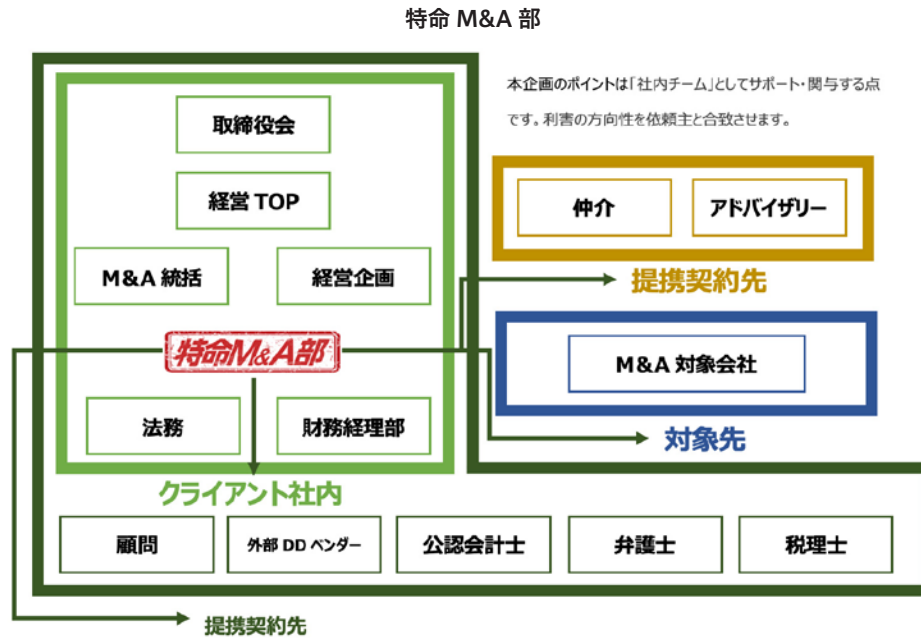 特命 M&A 部
本企画のポイントは「社内チーム」としてサポート・関与する点
です。利害の方向性を依頼主と合致させます。
取締役会
経営 TOP
M&A 統括
経営企画
特命M&A部
法務
財務経理部
クライアント社内
仲介
アドバイザリー
提携契約先
M&A 対象会社
対象先
顧問
外部 DD ベンダー
公認会計士
弁護士
税理士
提携契約先